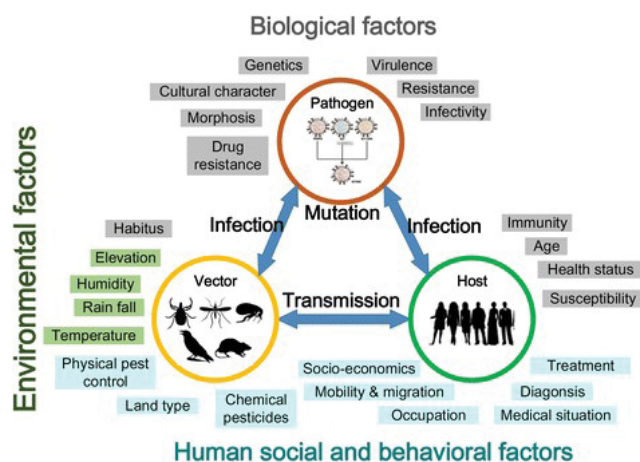 Biological factors
Genetics
Virulence
Cultural character
Resistance
Morphosis
Infectivity
Drug
resistance
Pathogen
Mutation
Infection
Infection
Environmental factors
Habitus
Elevation
Humidity
Rain fall
Temperature
Vector
Transmission
Host
Immunity
Age
Health status
Susceptibility
Physical pest
control
Land type
Chemical
pesticides
Socio-economics
Mobility & migration
Occupation
Treatment
Diagonsis
Medical situation
Human social and behavioral factors